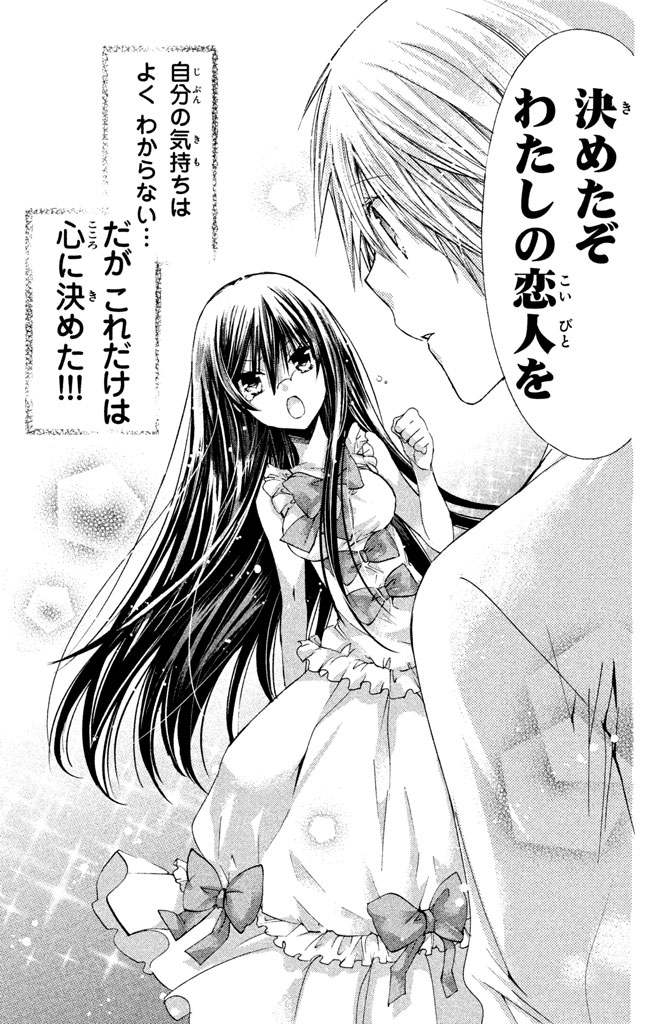 決めたぞ
わたしの恋人を
自分の気持ちは
よく わからない…
だが これだけは
心に決めた!!!